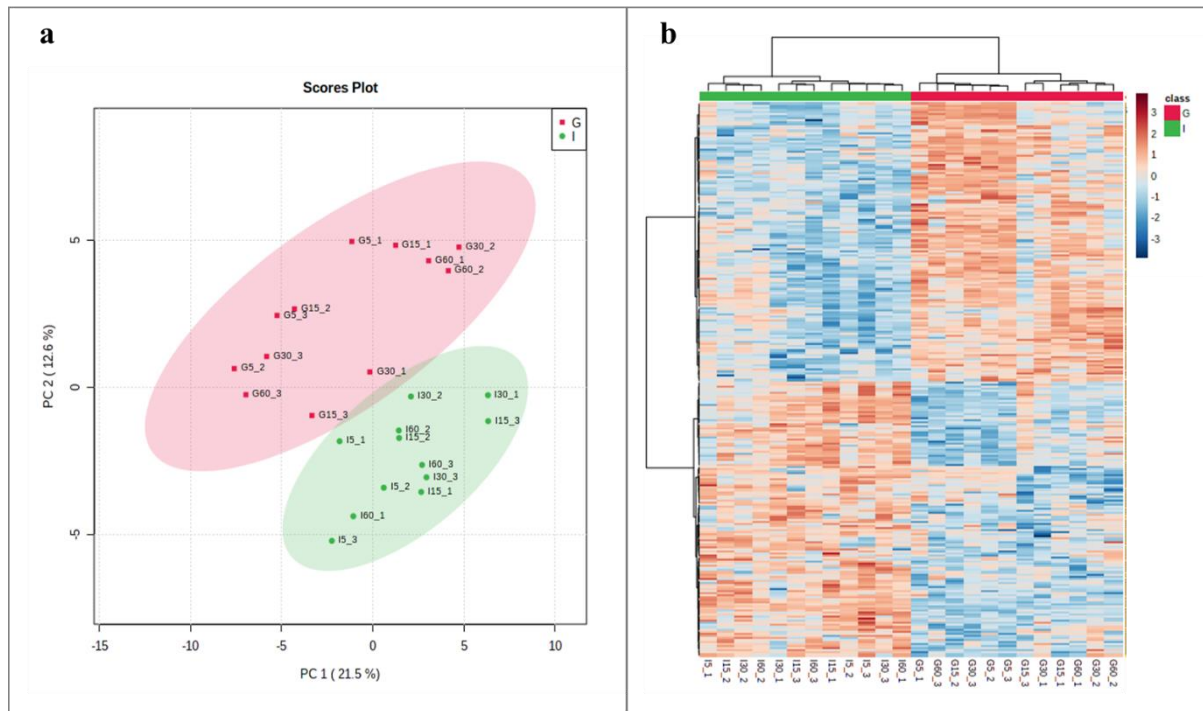 a
Scores Plot
G
I
G5_1
G15_1
G30_2
G60_1
G60_2
G15_2
G5_3
G30_3
G5_2
G60_3
G30_1
G15_3
I30_2
I30_1
I15_3
I60_2
I15_2
I5_1
I60_3
I30_3
I5_2
I15_1
I60_1
I5_3
PC 2 ( 12.6 %)
5
0
-5
-15
-10
-5
0
5
10
PC 1 ( 21.5 %)
b
class
G
I
3
2
1
0
-1
-2
-3
I5_1
I15_2
I30_2
I60_2
I30_1
I15_3
I60_3
I15_1
I5_2
I5_3
I30_3
I60_1
G5_1
G60_3
G15_2
G30_3
G5_2
G5_3
G15_3
G30_1
G15_1
G60_1
G30_2
G60_2